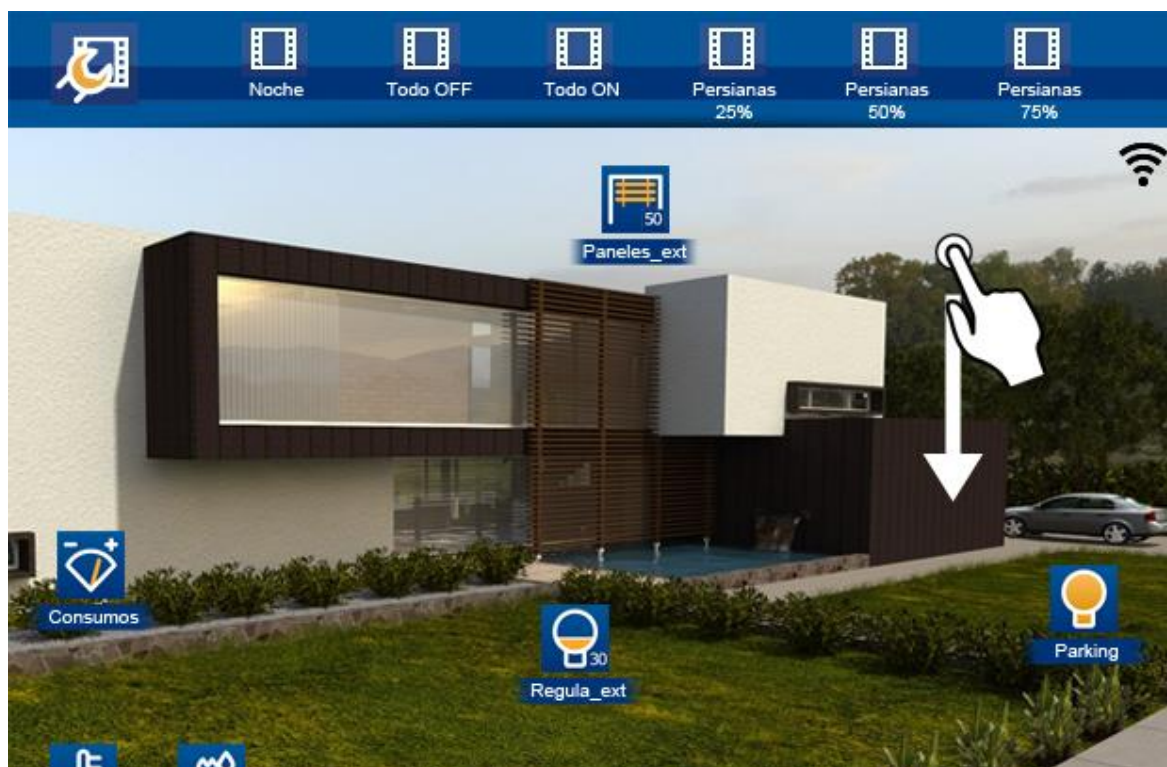 Noche
Todo OFF
Todo ON
Persianas
25%
Persianas
50%
Persianas
75%
50
Paneles_ext
Consumos
30
Regula_ext
Parking